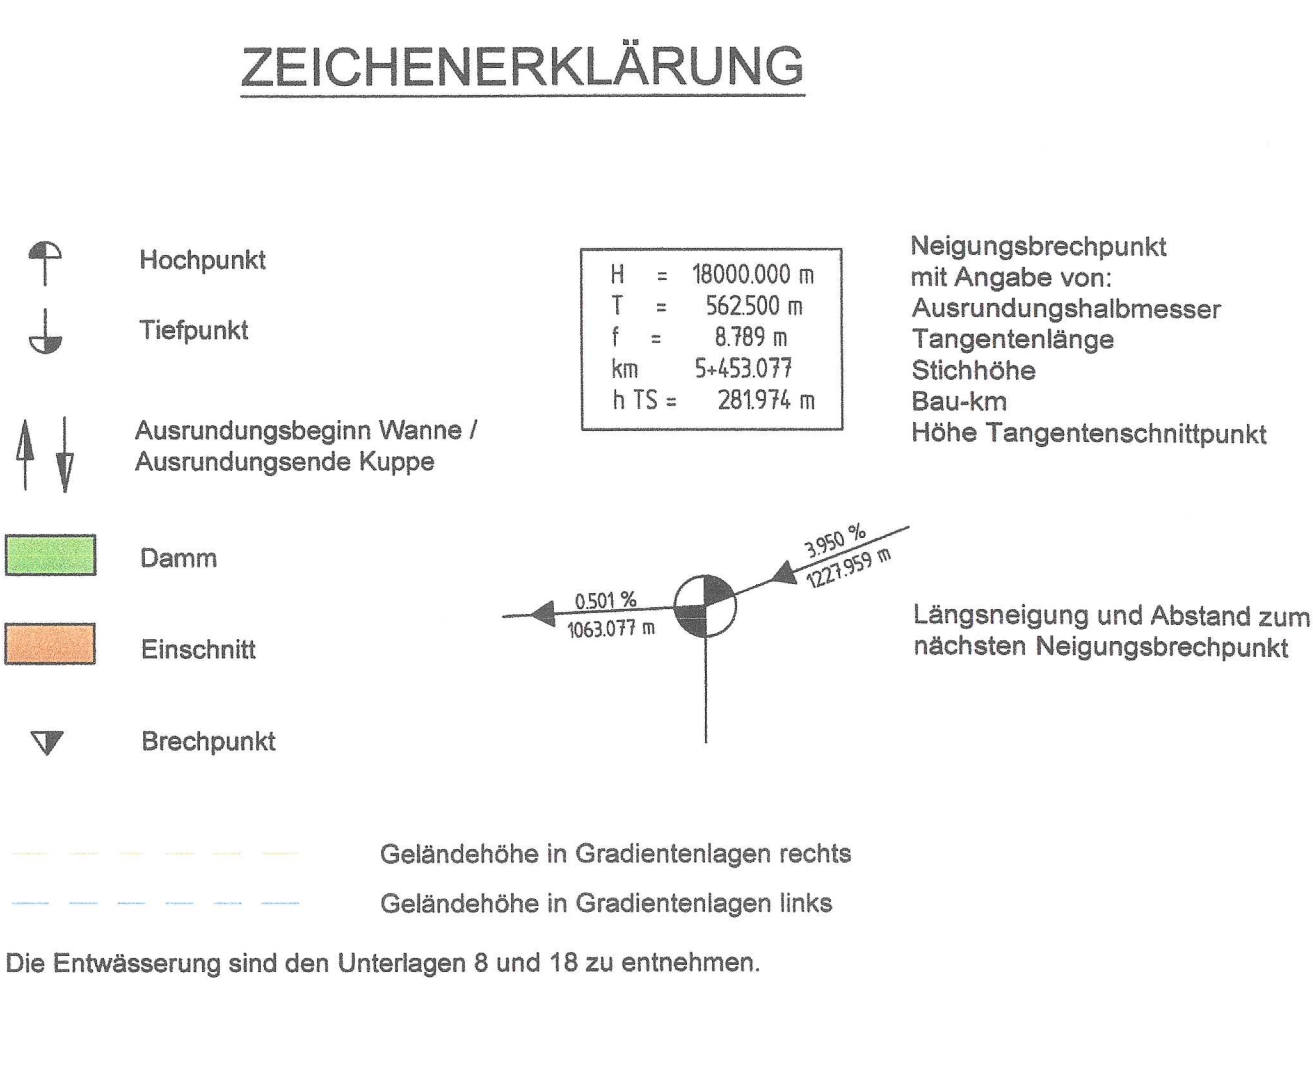 ZEICHENERKLÄRUNG
Hochpunkt
Tiefpunkt
Ausrundungsbeginn Wanne /
Ausrundungsende Kuppe
Damm
Einschnitt
Brechpunkt
H = 18000.000 m
T = 562.500 m
f = 8.789 m
km 5+453.077
h TS = 281.974 m
Neigungsbrechpunkt
mit Angabe von:
Ausrundungshalbmesser
Tangentenlänge
Stichhöhe
Bau-km
Höhe Tangentenschnittpunkt
3.950 %
1227.959 m
0.501 %
1063.077 m
Längsneigung und Abstand zum
nächsten Neigungsbrechpunkt
Geländehöhe in Gradientenlagen rechts
Geländehöhe in Gradientenlagen links
Die Entwässerung sind den Unterlagen 8 und 18 zu entnehmen.